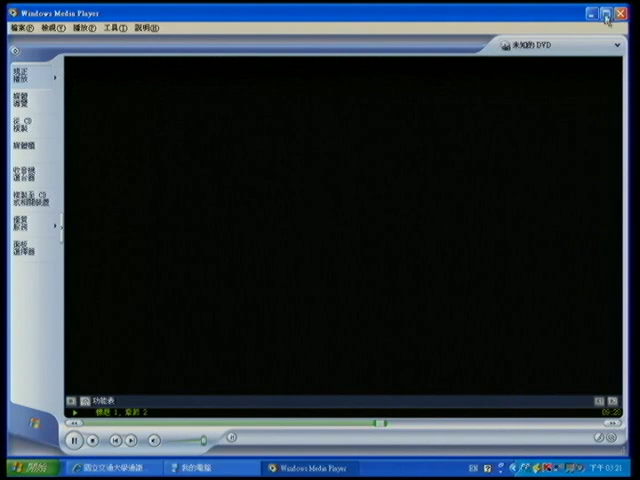 Windows Media Player
檔案(F) 檢視(V) 播放(P) 工具(T) 說明(H)
未知的 DVD
現正
播放
媒體
導覽
從 CD
複製
媒體櫃
收音機
選台器
複製至 CD
或相關裝置
優質
服務
面板
選擇器
功能表
標題 1, 章節 2
開始
國立交通大學
我的電腦
Windows Media Player
EN
下午 03:21